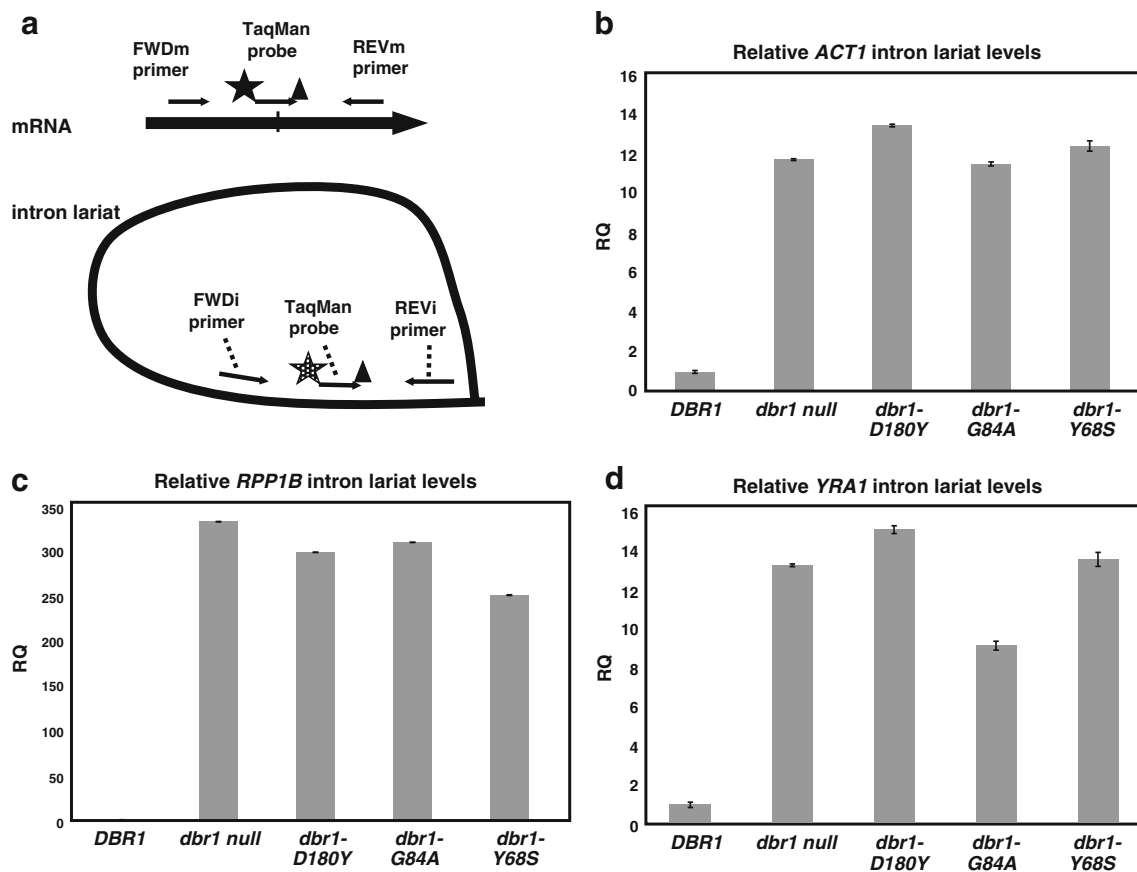 a
FWDm
primer
TaqMan
probe
REVm
primer
mRNA
intron lariat
FWDi
primer
TaqMan
probe
REVi
primer
b
Relative ACT1 intron lariat levels
16
14
12
10
8
6
4
2
0
RQ
DBR1
dbr1 null
dbr1-
D180Y
dbr1-
G84A
dbr1-
Y68S
c
Relative RPP1B intron lariat levels
350
300
250
200
150
100
50
0
RQ
DBR1
dbr1 null
dbr1-
D180Y
dbr1-
G84A
dbr1-
Y68S
d
Relative YRA1 intron lariat levels
16
14
12
10
8
6
4
2
0
RQ
DBR1
dbr1 null
dbr1-
D180Y
dbr1-
G84A
dbr1-
Y68S